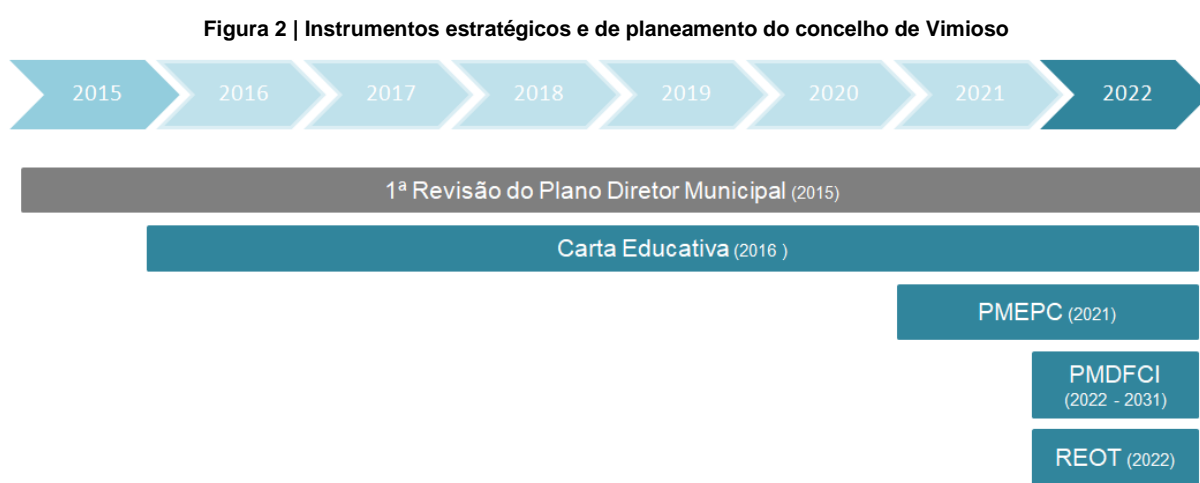 Figura 2 | Instrumentos estratégicos e de planeamento do concelho de Vimioso
2015 2016 2017 2018 2019 2020 2021 2022
1ª Revisão do Plano Diretor Municipal (2015)
Carta Educativa (2016 )
PMEPC (2021)
PMDFCI
(2022 - 2031)
REOT (2022)